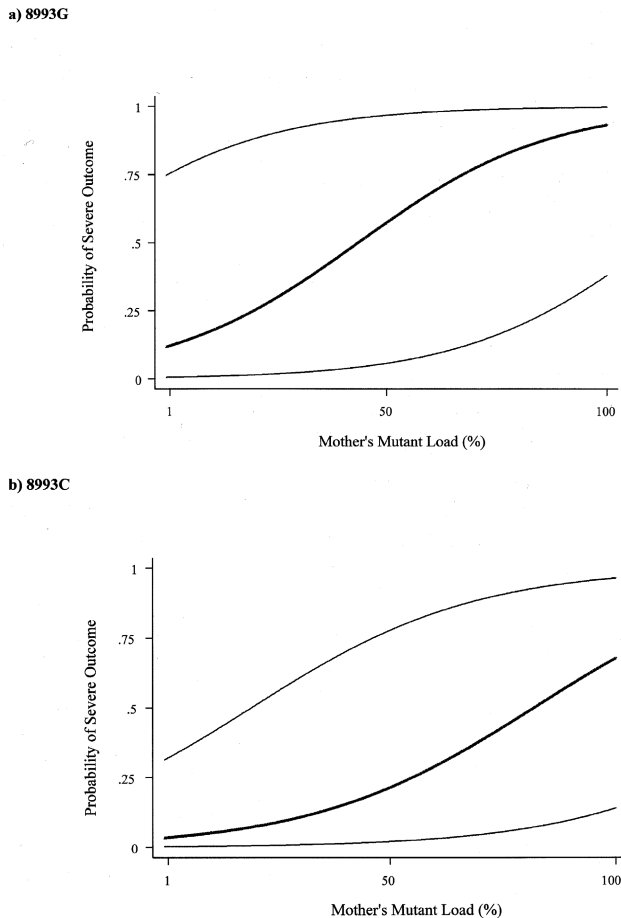 a) 8993G
1
.75
.5
.25
0
Probability of Severe Outcome
1 50 100
Mother's Mutant Load (%)
b) 8993C
1
.75
.5
.25
0
Probability of Severe Outcome
1 50 100
Mother's Mutant Load (%)